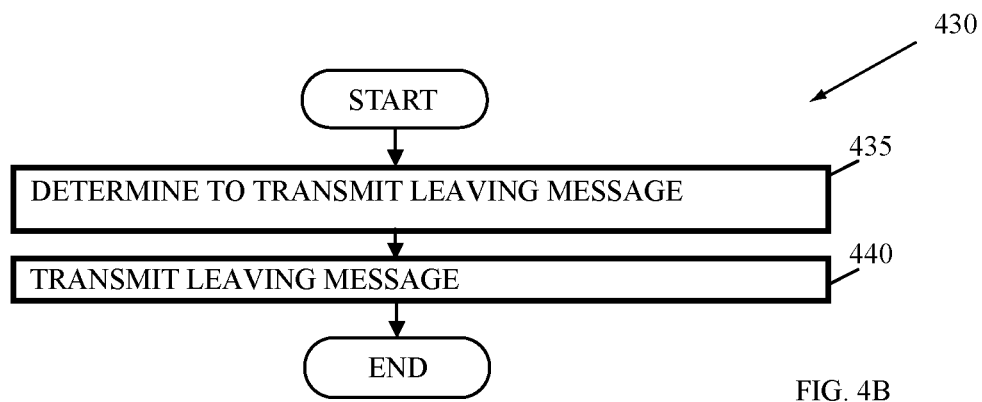 430
START
435
DETERMINE TO TRANSMIT LEAVING MESSAGE
440
TRANSMIT LEAVING MESSAGE
END
FIG. 4B